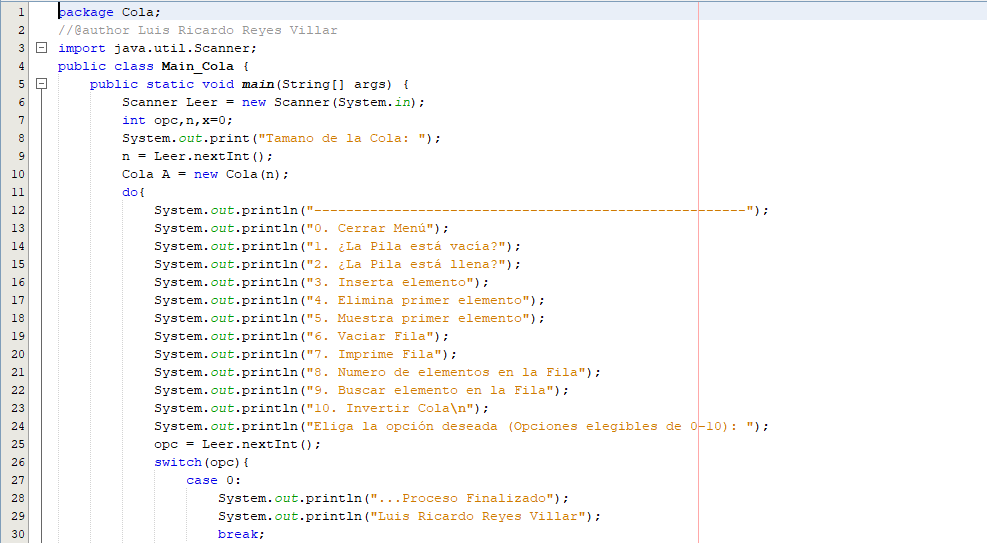 1 package Cola;
2 //@author Luis Ricardo Reyes Villar
3 import java.util.Scanner;
4 public class Main_Cola {
5 public static void main(String[] args) {
6 Scanner Leer = new Scanner(System.in);
7 int opc,n,x=0;
8 System.out.print("Tamano de la Cola: ");
9 n = Leer.nextInt();
10 Cola A = new Cola(n);
11 do{
12 System.out.println("------------------------------------------------------");
13 System.out.println("0. Cerrar Menú");
14 System.out.println("1. ¿La Pila está vacía?");
15 System.out.println("2. ¿La Pila está llena?");
16 System.out.println("3. Inserta elemento");
17 System.out.println("4. Elimina primer elemento");
18 System.out.println("5. Muestra primer elemento");
19 System.out.println("6. Vaciar Fila");
20 System.out.println("7. Imprime Fila");
21 System.out.println("8. Numero de elementos en la Fila");
22 System.out.println("9. Buscar elemento en la Fila");
23 System.out.println("10. Invertir Cola\n");
24 System.out.println("Eliga la opción deseada (Opciones elegibles de 0-10): ");
25 opc = Leer.nextInt();
26 switch(opc){
27 case 0:
28 System.out.println("...Proceso Finalizado");
29 System.out.println("Luis Ricardo Reyes Villar");
30 break;